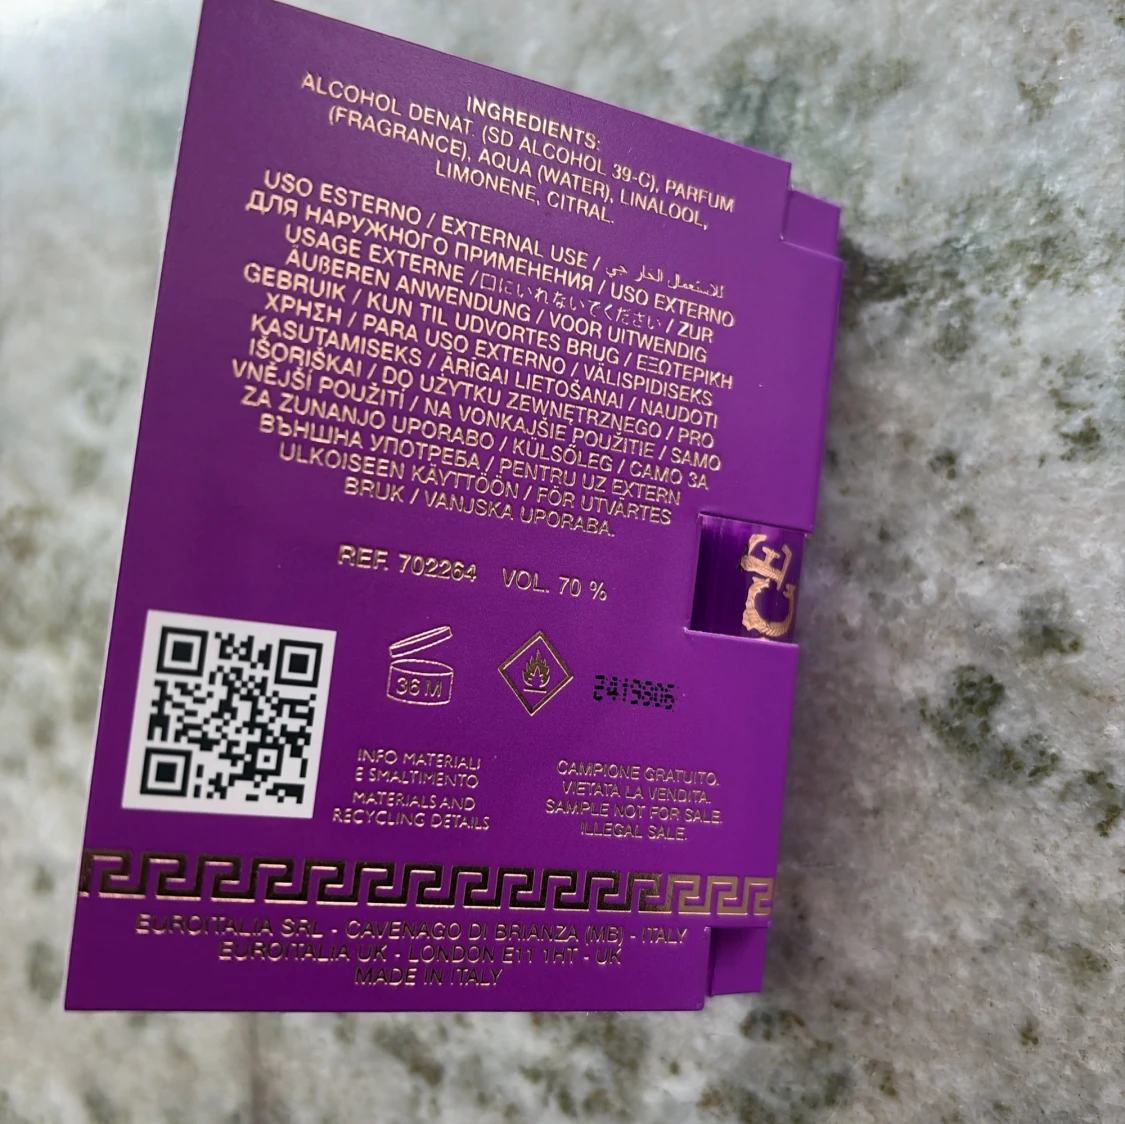 INGREDIENTS:
ALCOHOL DENAT. (SD ALCOHOL 39-C), PARFUM
(FRAGRANCE), AQUA (WATER), LINALOOL,
LIMONENE, CITRAL.
USO ESTERNO / EXTERNAL USE / للاستعمال الخار جي
ДЛЯ НАРУЖНОГО ПРИМЕНЕНИЯ / USO EXTERNO
USAGE EXTERNE / 口にいれないでください / ZUR
ÄUßEREN ANWENDUNG / VOOR UITWENDIG
GEBRUIK / KUN TIL UDVORTES BRUG / ΕΞΩΤΕΡΙΚΗ
ΧΡΗΣΗ / PARA USO EXTERNO / VÄLISPIDISEKS
KASUTAMISEKS / ĀRĪGAI LIETOŠANAI / NAUDOTI
IŠORIŠKAI / DO UŻYTKU ZEWNĘTRZNEGO / PRO
VNĚJŠÍ POUŽITÍ / NA VONKAJŠIE POUŽITIE / SAMO
ZA ZUNANJO UPORABO / KÜLSŐLEG / САМО ЗА
ВЪНШНА УПОТРЕБА / PENTRU UZ EXTERN
ULKOISEEN KÄYTTÖÖN / FÖR UTVÄRTES
BRUK / VANJSKA UPORABA.
REF. 702264 VOL. 70 %
36 M
2419906
INFO MATERIALI
E SMALTIMENTO
MATERIALS AND
RECYCLING DETAILS
CAMPIONE GRATUITO.
VIETATA LA VENDITA.
SAMPLE NOT FOR SALE.
ILLEGAL SALE.
EUROITALIA SRL - CAVENAGO DI BRIANZA (MB) - ITALY
EUROITALIA UK - LONDON E11 1HT - UK
MADE IN ITALY